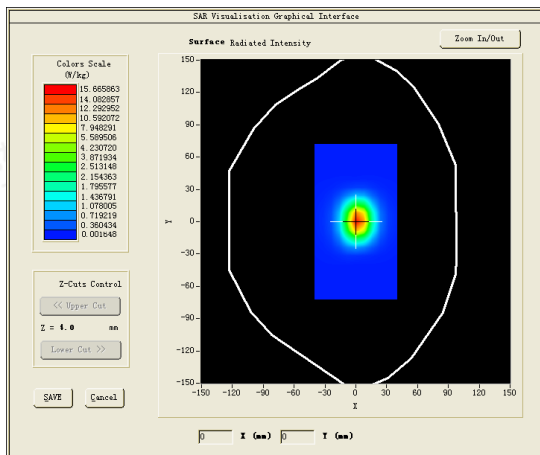 SAR Visualization Graphical Interface
Surface Radiated Intensity
Zoom In/Out
Colors Scale
(W/kg)
15.665863
14.082857
12.292952
10.592072
7.948291
5.589506
4.230720
3.871934
2.513148
2.154363
1.795577
1.436791
1.078005
0.719219
0.360434
0.001648
Z-Cuts Control
<< Upper Cut
Z = 4.0 mm
Lower Cut >>
SAVE
Cancel
150
120
90
60
30
0
-30
-60
-90
-120
-150
Y
-150 -120 -90 -60 -30 0 30 60 90 120 150
X
0 X (mm) 0 Y (mm)